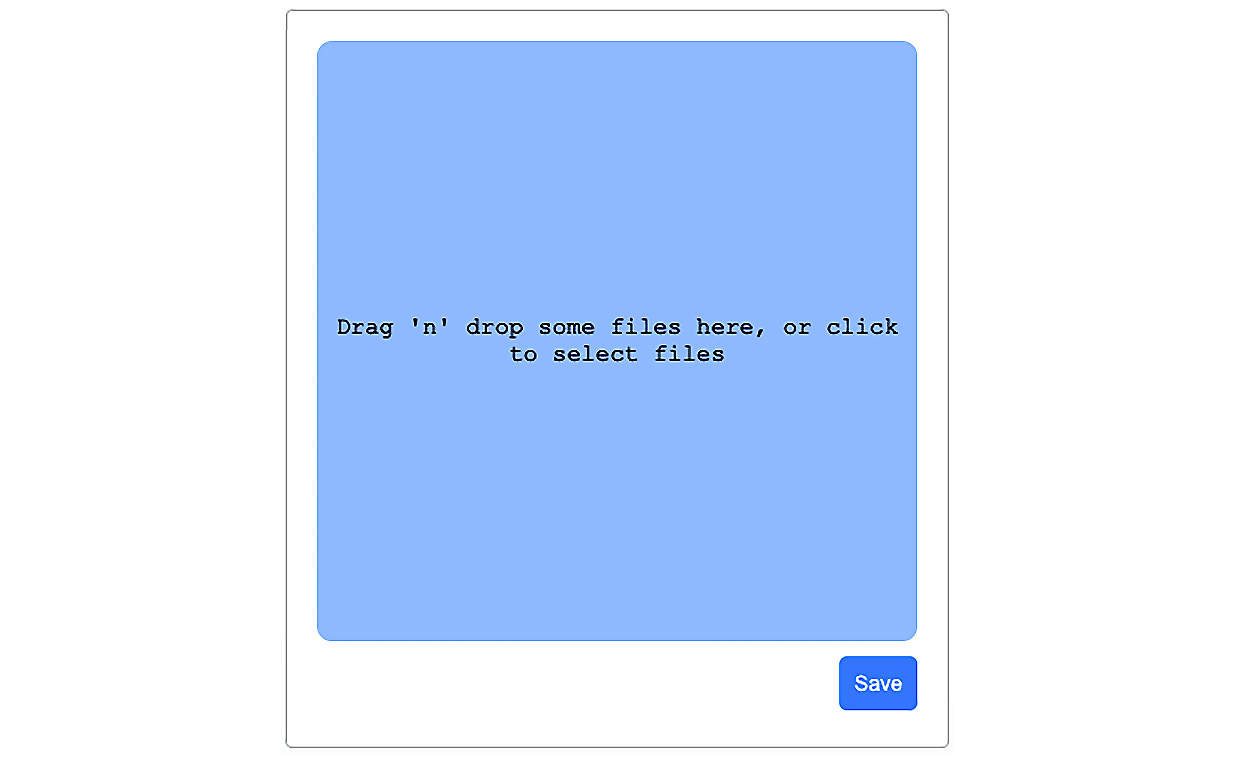 Drag 'n' drop some files here, or click
to select files
Save